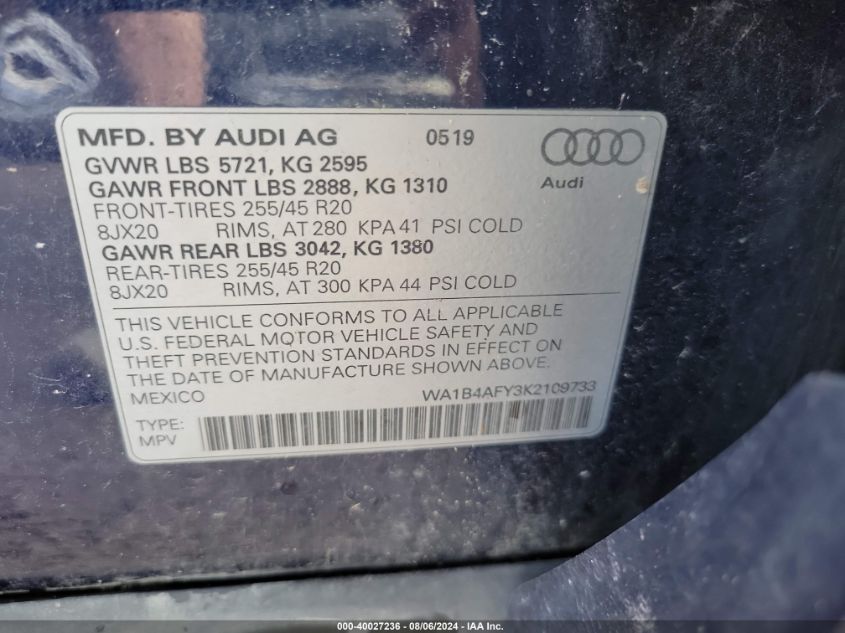 MFD. BY AUDI AG 0519
GVWR LBS 5721, KG 2595
GAWR FRONT LBS 2888, KG 1310
Audi
FRONT-TIRES 255/45 R20
8JX20 RIMS, AT 280 KPA 41 PSI COLD
GAWR REAR LBS 3042, KG 1380
REAR-TIRES 255/45 R20
8JX20 RIMS, AT 300 KPA 44 PSI COLD
THIS VEHICLE CONFORMS TO ALL APPLICABLE
U.S. FEDERAL MOTOR VEHICLE SAFETY AND
THEFT PREVENTION STANDARDS IN EFFECT ON
THE DATE OF MANUFACTURE SHOWN ABOVE.
MEXICO WA1B4AFY3K2109733
TYPE:
MPV
000-40027236 - 08/06/2024 - IAA Inc.